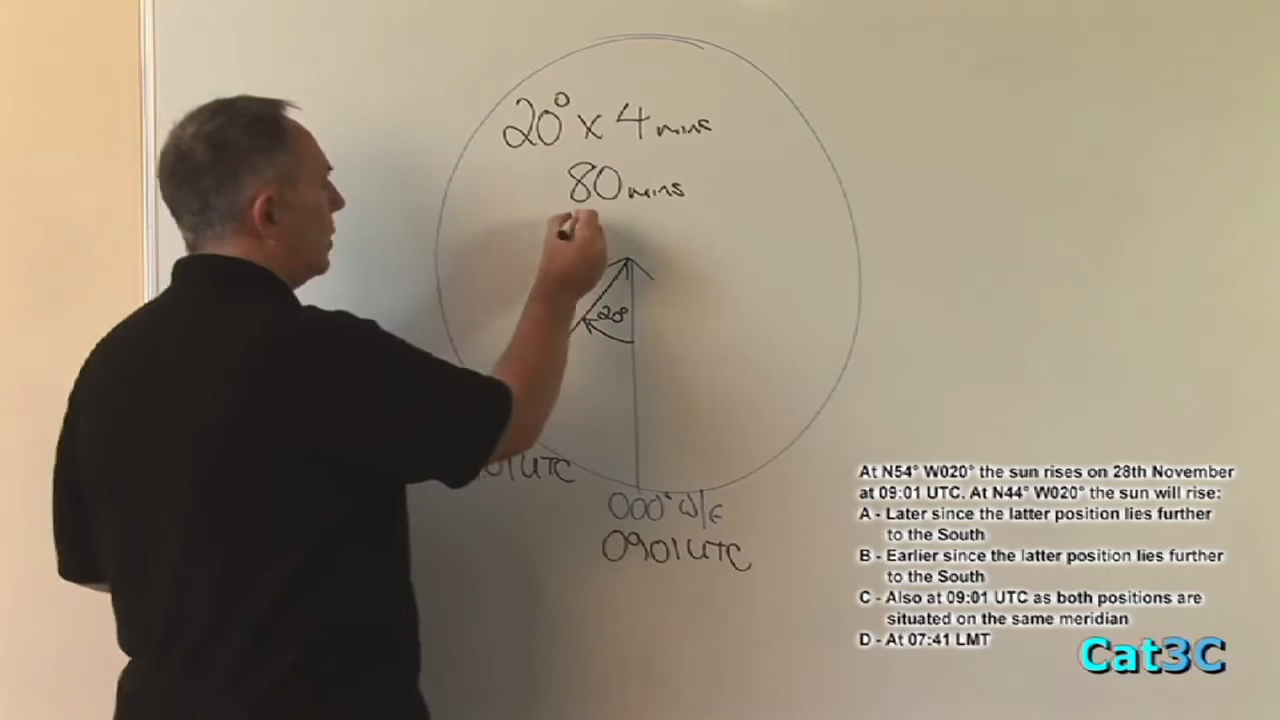 20° x 4 mins
80 mins
20°
01 UTC
000° W/E
0901 UTC
At N54° W020° the sun rises on 28th November
at 09:01 UTC. At N44° W020° the sun will rise:
A - Later since the latter position lies further
to the South
B - Earlier since the latter position lies further
to the South
C - Also at 09:01 UTC as both positions are
situated on the same meridian
D - At 07:41 LMT
Cat3C